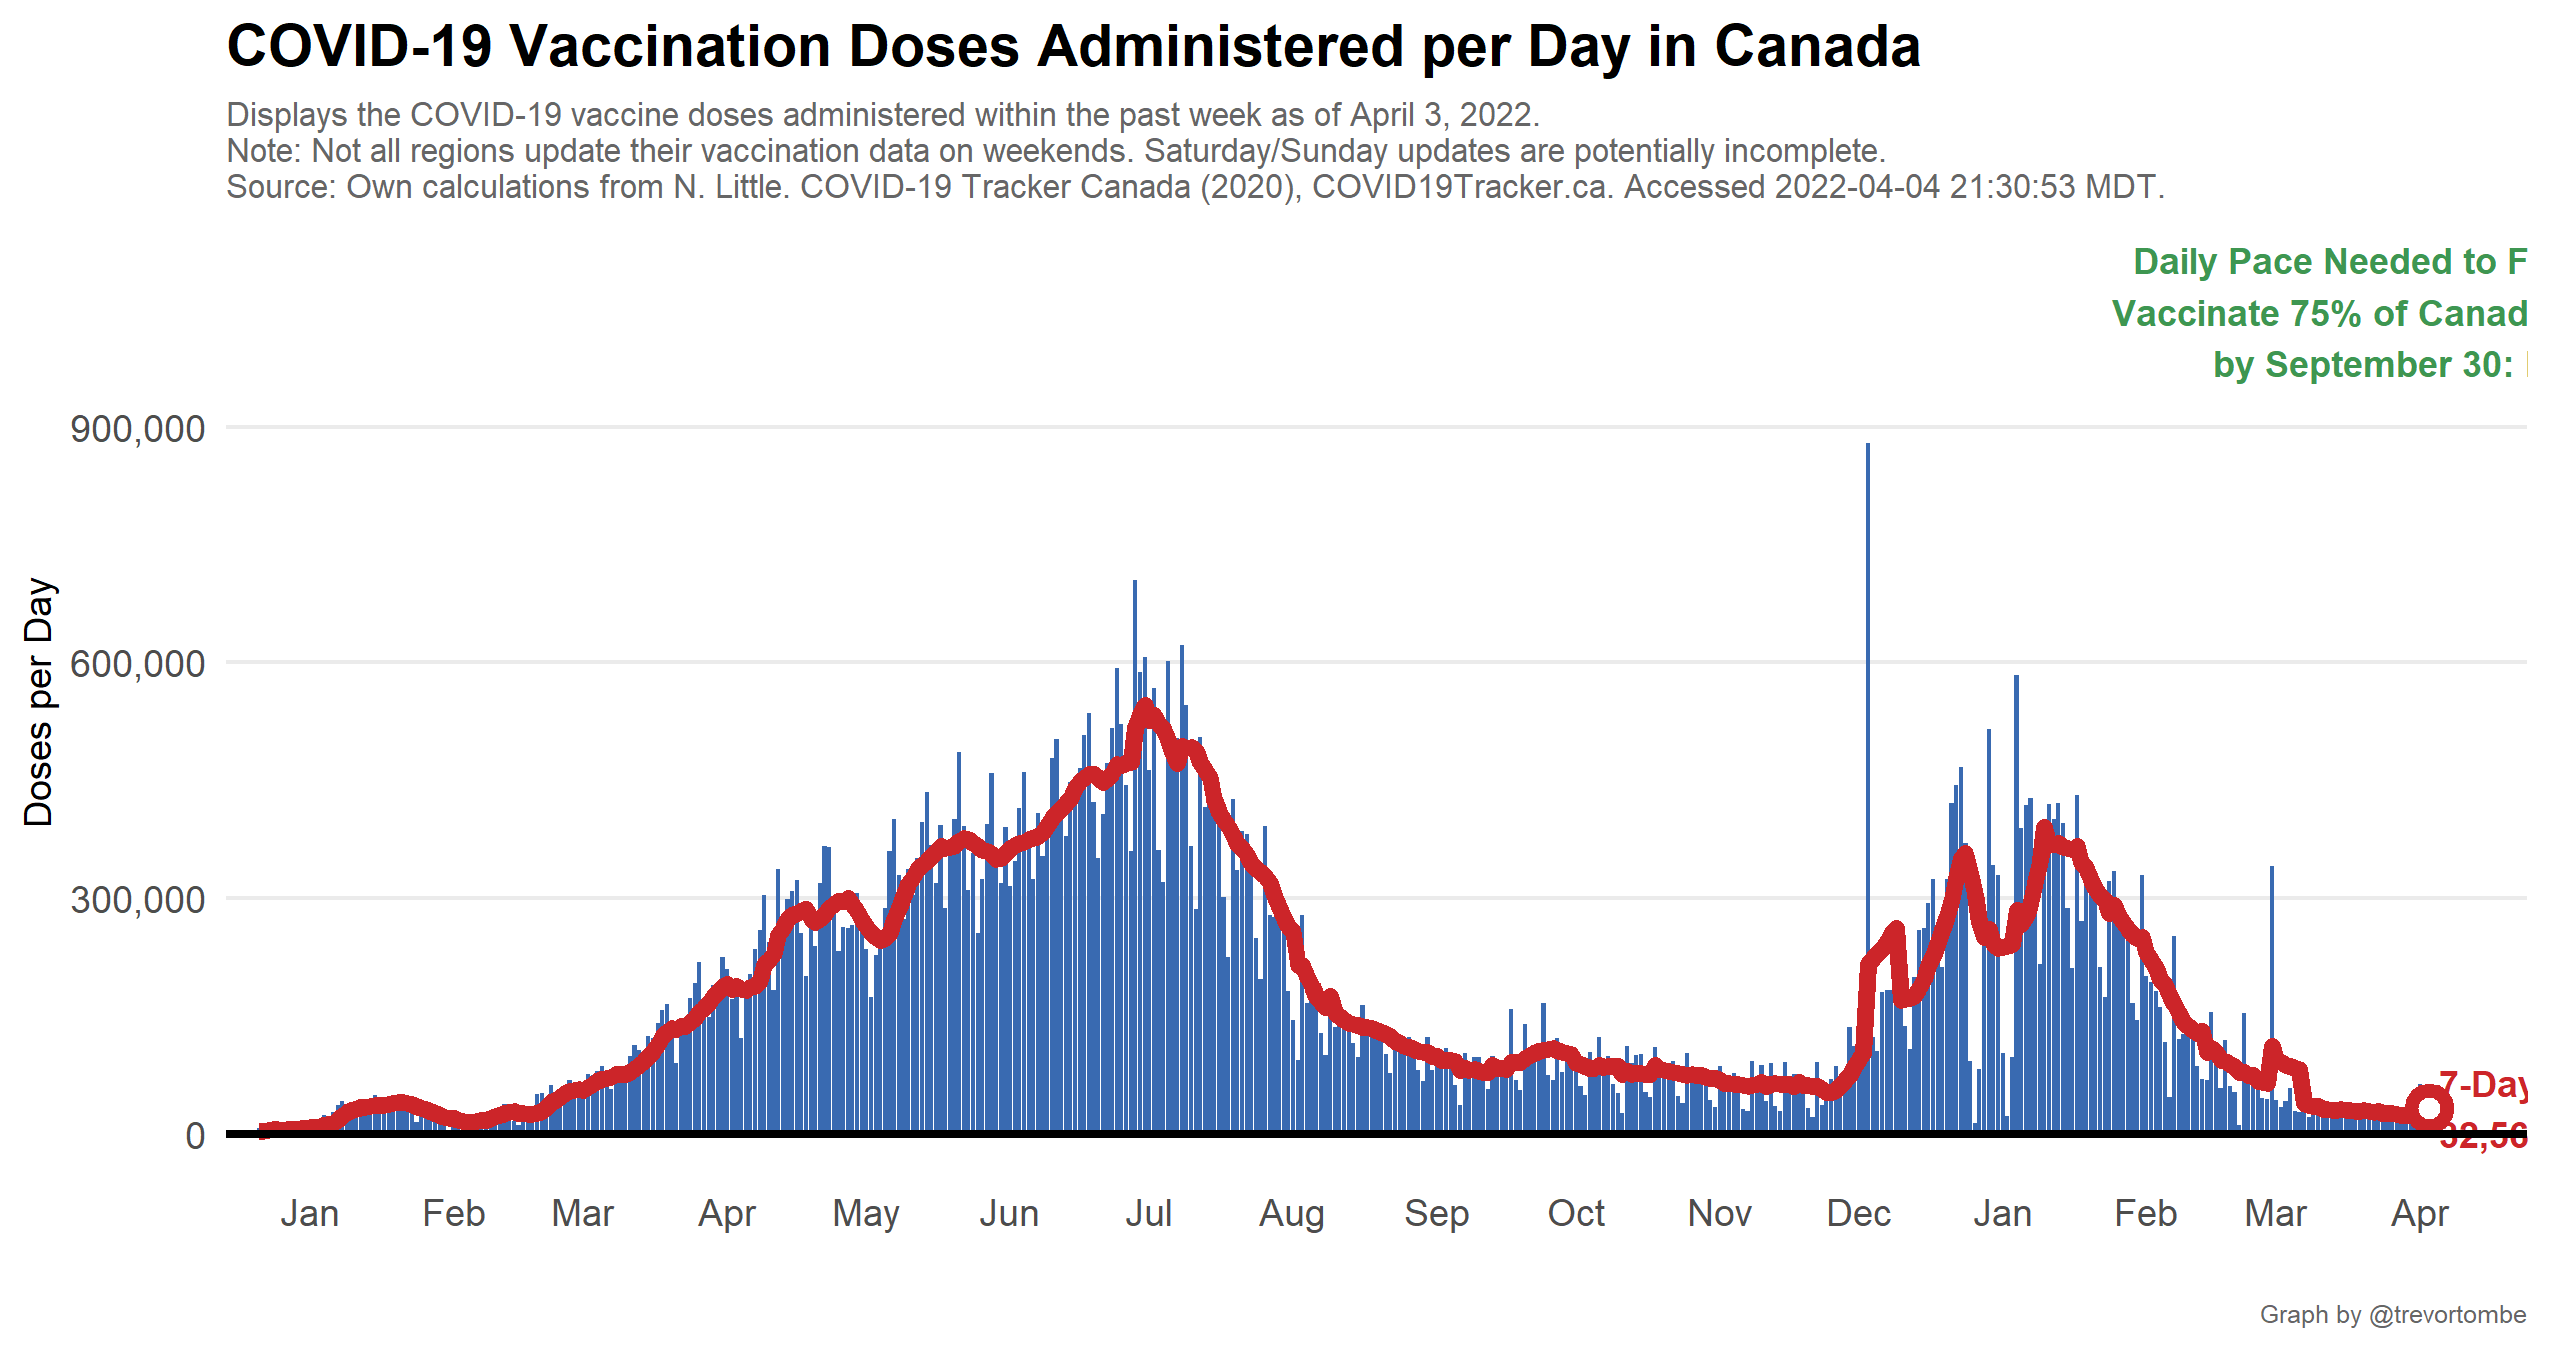 COVID-19 Vaccination Doses Administered per Day in Canada
Displays the COVID-19 vaccine doses administered within the past week as of April 3, 2022.
Note: Not all regions update their vaccination data on weekends. Saturday/Sunday updates are potentially incomplete.
Source: Own calculations from N. Little. COVID-19 Tracker Canada (2020), COVID19Tracker.ca. Accessed 2022-04-04 21:30:53 MDT.
Daily Pace Needed to F
Vaccinate 75% of Canad
by September 30:
900,000
600,000
300,000
0
Doses per Day
7-Day
32,56
Jan Feb Mar Apr May Jun Jul Aug Sep Oct Nov Dec Jan Feb Mar Apr
Graph by @trevortombe